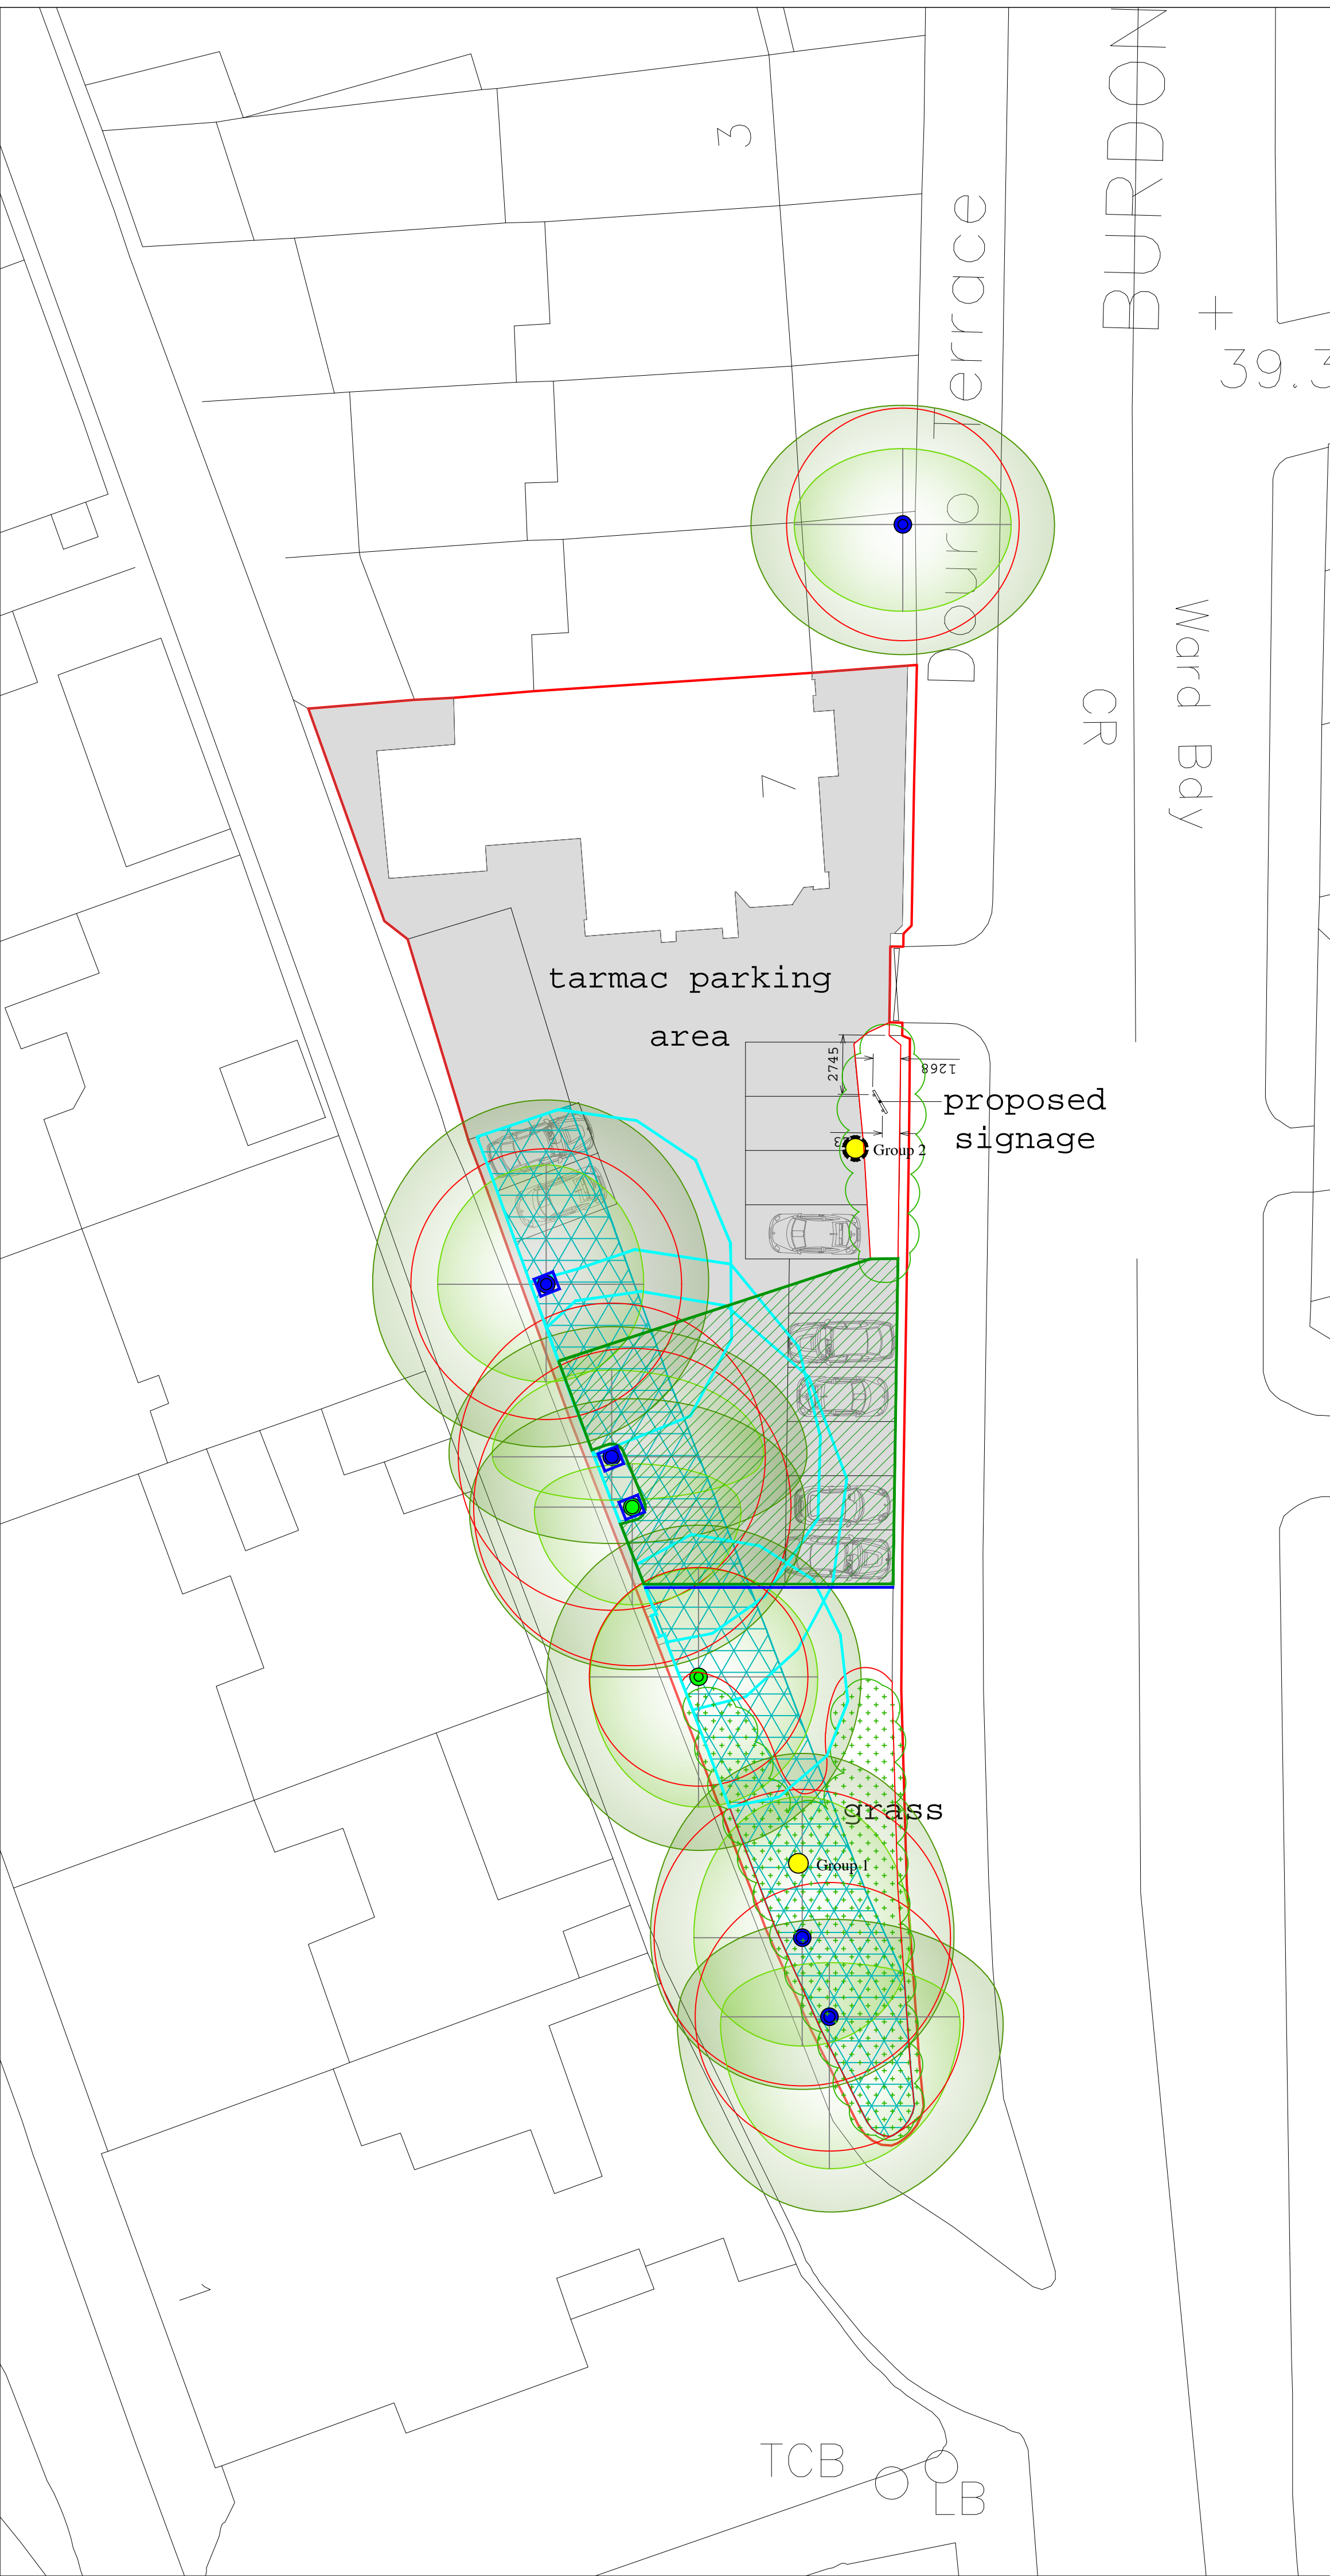 BURDON
3
Douro Terrace
39.3
Ward Bdy
CR
7
tarmac parking
area
2745
1268
proposed
signage
Group 2
grass
Group 1
TCB
LB